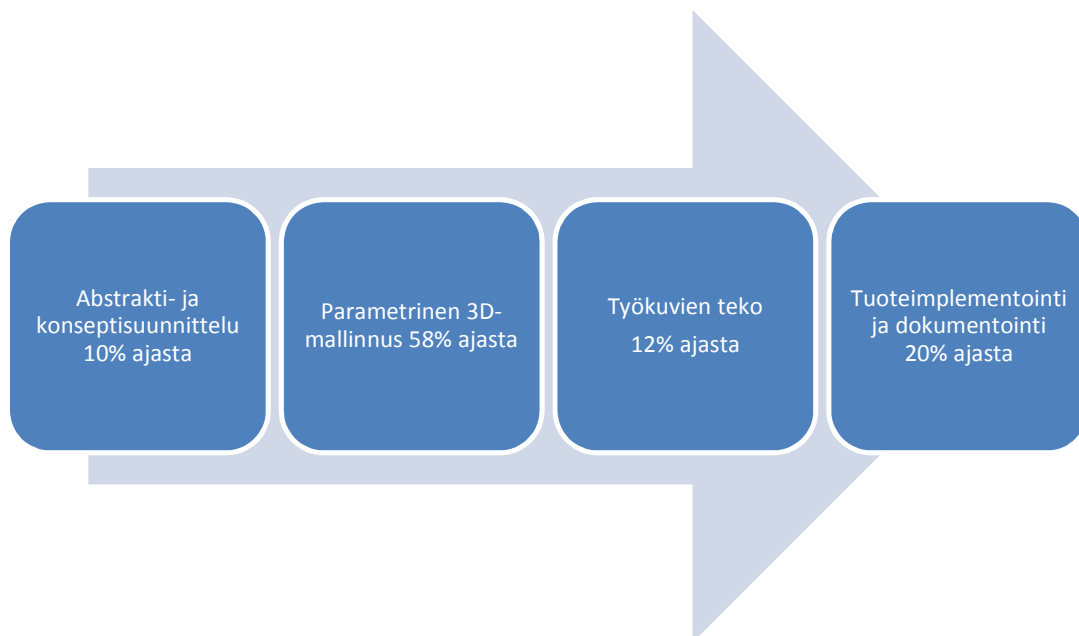 Abstrakti- ja
konseptisuunnittelu
10% ajasta
Parametrinen 3D-
mallinnus 58% ajasta
Työkuvien teko
12% ajasta
Tuoteimplementointi
ja dokumentointi
20% ajasta